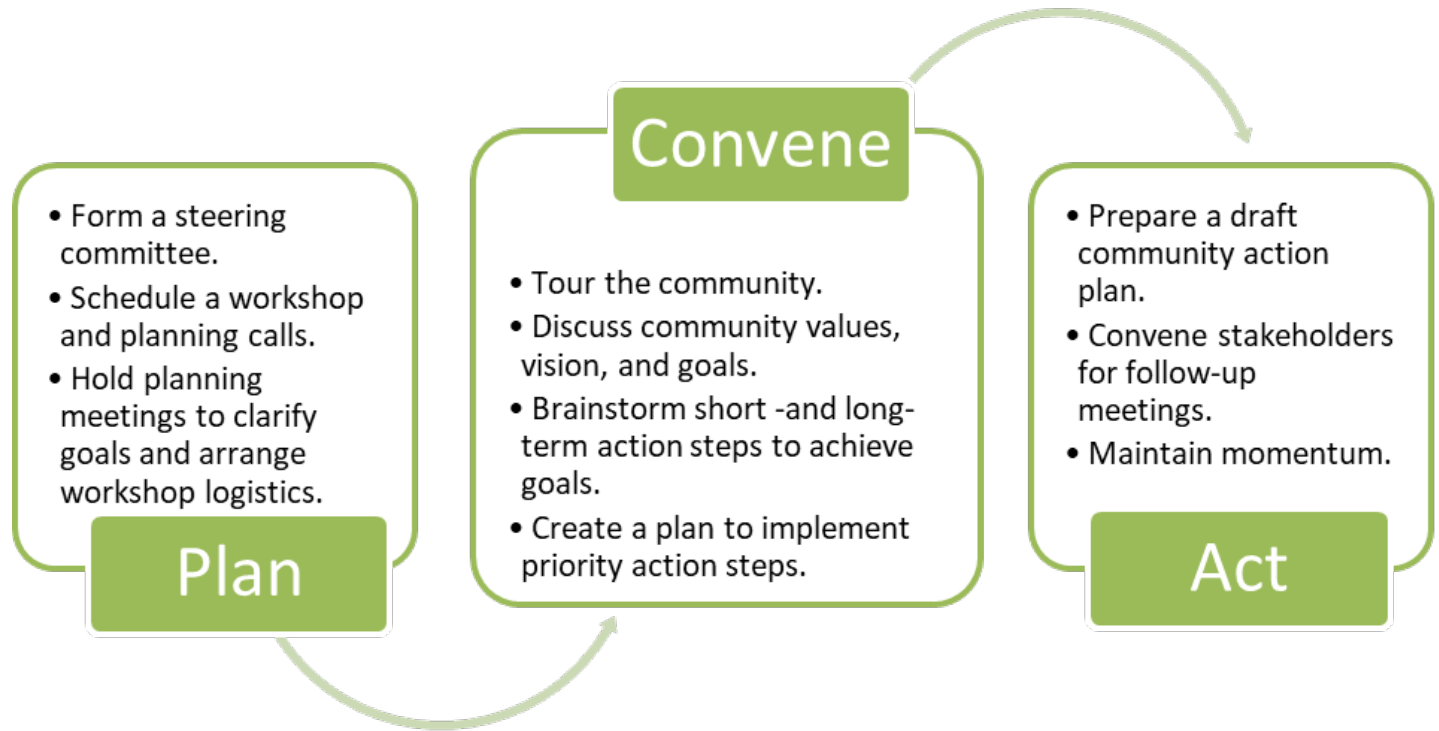 • Form a steering
committee.
• Schedule a workshop
and planning calls.
• Hold planning
meetings to clarify
goals and arrange
workshop logistics.
Plan
Convene
• Tour the community.
• Discuss community values,
vision, and goals.
• Brainstorm short -and long-
term action steps to achieve
goals.
• Create a plan to implement
priority action steps.
• Prepare a draft
community action
plan.
• Convene stakeholders
for follow-up
meetings.
• Maintain momentum.
Act